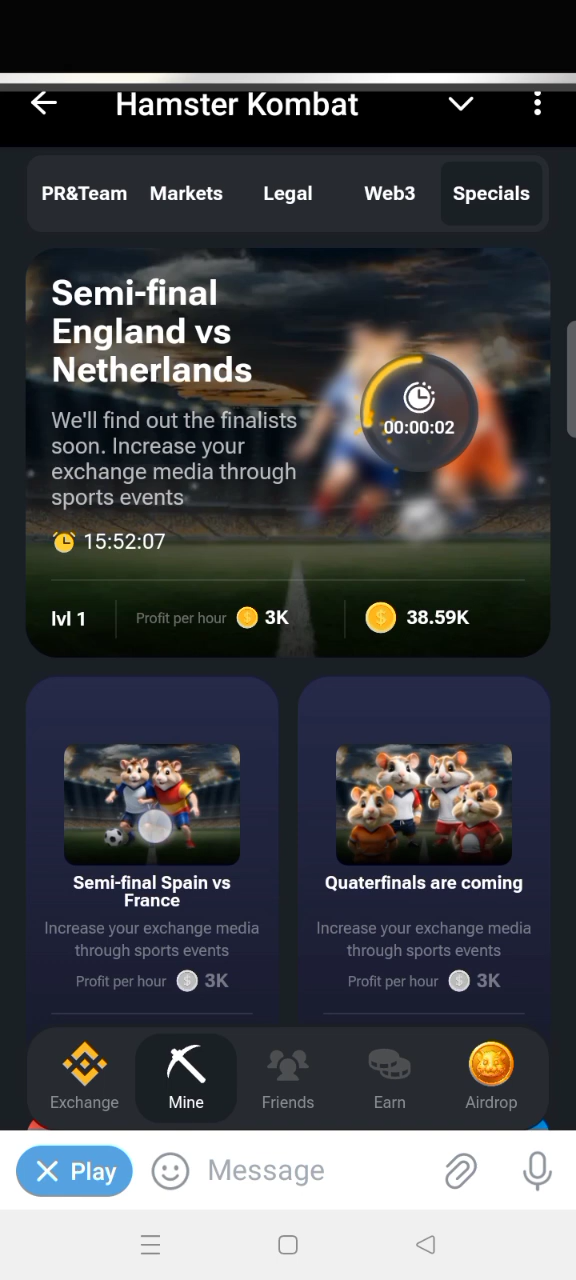 Hamster Kombat
PR&Team Markets Legal Web3 Specials
Semi-final
England vs
Netherlands
We'll find out the finalists
soon. Increase your
exchange media through
sports events
00:00:02
15:52:07
lvl 1 Profit per hour 3K 38.59K
Semi-final Spain vs
France
Increase your exchange media
through sports events
Profit per hour 3K
Quaterfinals are coming
Increase your exchange media
through sports events
Profit per hour 3K
Exchange Mine Friends Earn Airdrop
Play Message